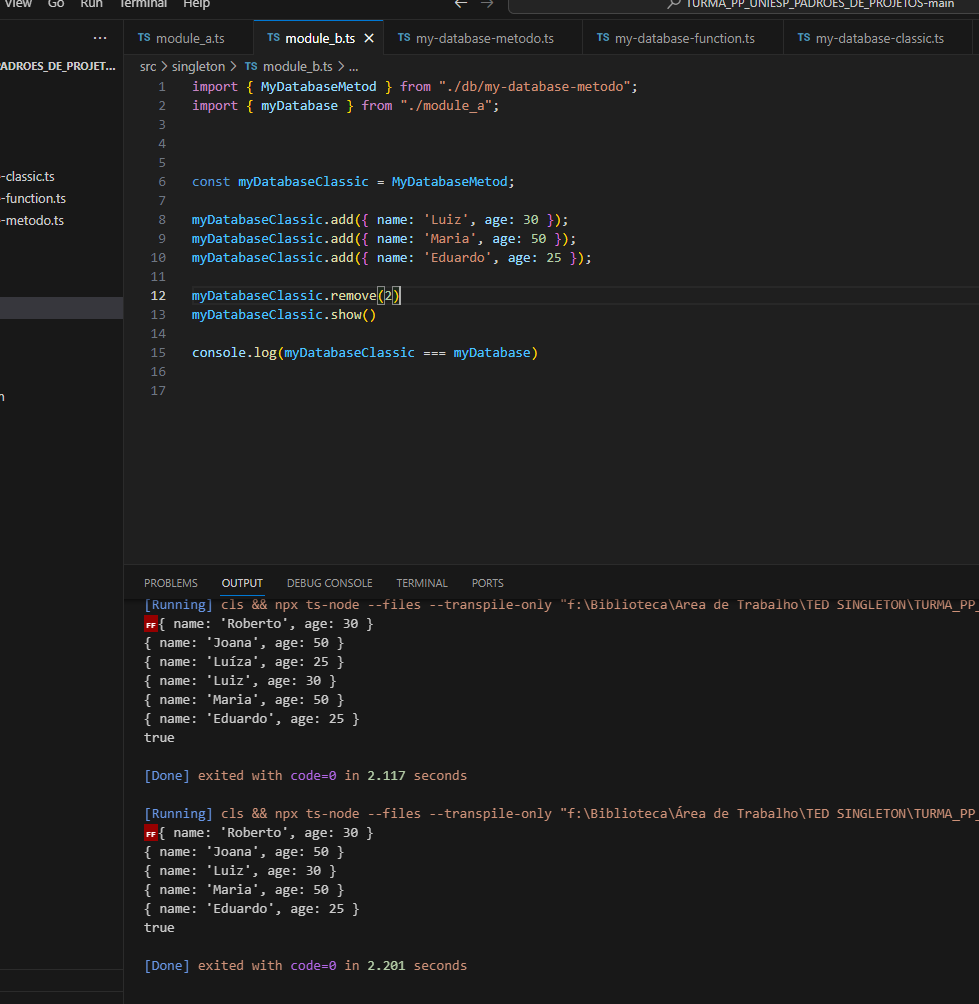 View Go Run Terminal Help TURMA_PP_UNIESP_PADROES_DE_PROJETOS-main
... TS module_a.ts TS module_b.ts TS my-database-metodo.ts TS my-database-function.ts TS my-database-classic.ts
ADROES_DE_PROJET...
-classic.ts
-function.ts
-metodo.ts
n
src > singleton > TS module_b.ts > ...
1 import { MyDatabaseMetod } from "./db/my-database-metodo";
2 import { myDatabase } from "./module_a";
3
4
5
6 const myDatabaseClassic = MyDatabaseMetod;
7
8 myDatabaseClassic.add({ name: 'Luiz', age: 30 });
9 myDatabaseClassic.add({ name: 'Maria', age: 50 });
10 myDatabaseClassic.add({ name: 'Eduardo', age: 25 });
11
12 myDatabaseClassic.remove(2)
13 myDatabaseClassic.show()
14
15 console.log(myDatabaseClassic === myDatabase)
16
17
PROBLEMS OUTPUT DEBUG CONSOLE TERMINAL PORTS
[Running] cls && npx ts-node --files --transpile-only "f:\Biblioteca\Área de Trabalho\TED SINGLETON\TURMA_PP_
FF{ name: 'Roberto', age: 30 }
{ name: 'Joana', age: 50 }
{ name: 'Luíza', age: 25 }
{ name: 'Luiz', age: 30 }
{ name: 'Maria', age: 50 }
{ name: 'Eduardo', age: 25 }
true
[Done] exited with code=0 in 2.117 seconds
[Running] cls && npx ts-node --files --transpile-only "f:\Biblioteca\Área de Trabalho\TED SINGLETON\TURMA_PP_
FF{ name: 'Roberto', age: 30 }
{ name: 'Joana', age: 50 }
{ name: 'Luiz', age: 30 }
{ name: 'Maria', age: 50 }
{ name: 'Eduardo', age: 25 }
true
[Done] exited with code=0 in 2.201 seconds